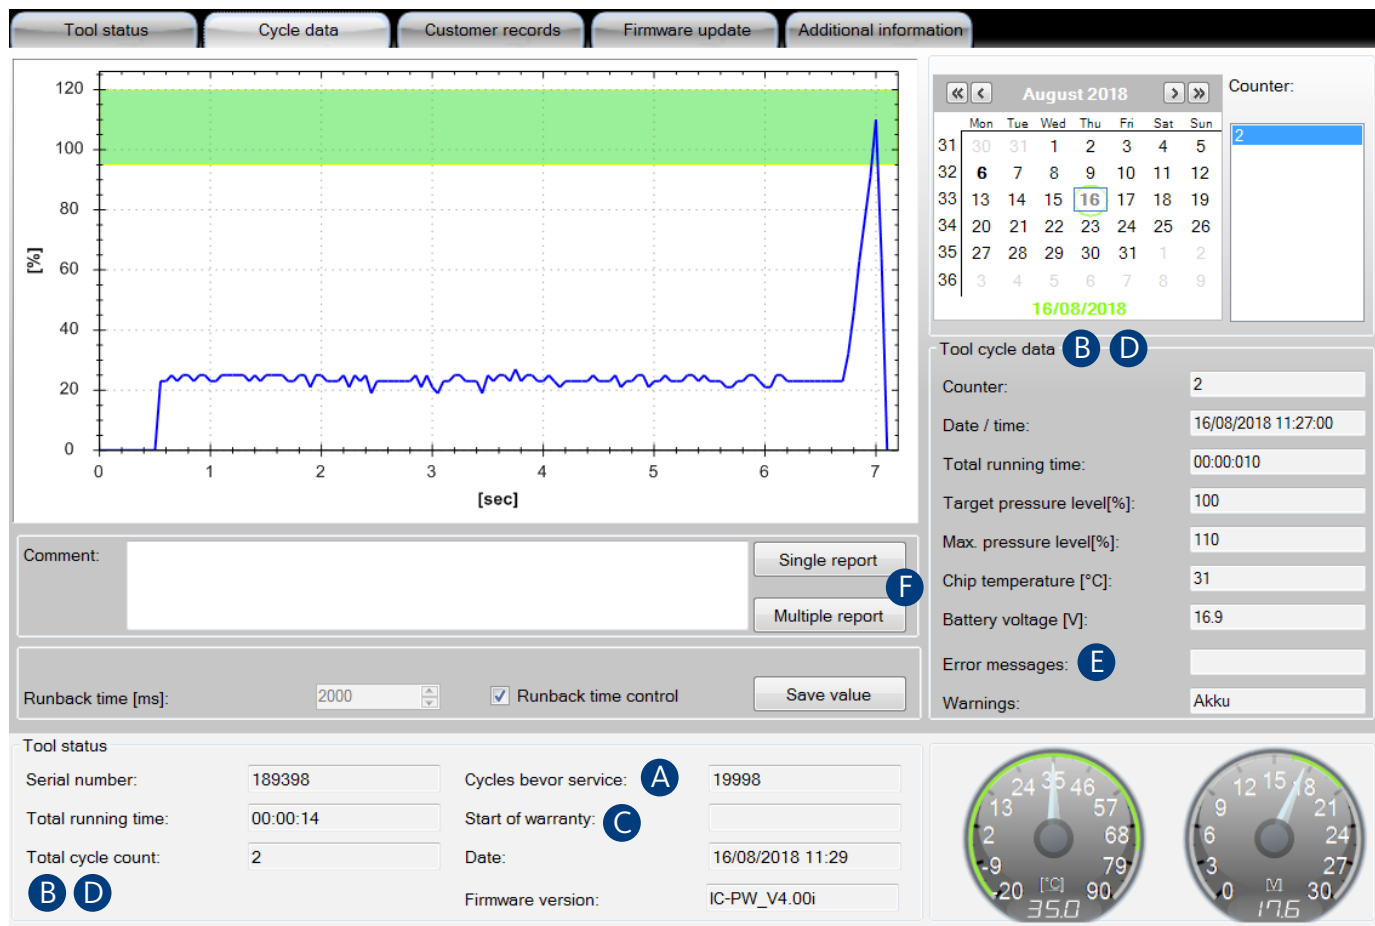 Tool status
Cycle data
Customer records
Firmware update
Additional information
120
100
80
60
40
20
0
[%]
0 1 2 3 4 5 6 7
[sec]
August 2018
Mon Tue Wed Thu Fri Sat Sun
31 30 31 1 2 3 4 5
32 6 7 8 9 10 11 12
33 13 14 15 16 17 18 19
34 20 21 22 23 24 25 26
35 27 28 29 30 31 1 2
36 3 4 5 6 7 8 9
16/08/2018
Counter:
2
Tool cycle data B D
Counter: 2
Date / time: 16/08/2018 11:27:00
Total running time: 00:00:010
Target pressure level[%]: 100
Max. pressure level[%]: 110
Chip temperature [°C]: 31
Battery voltage [V]: 16.9
Error messages: E
Warnings: Akku
Comment:
Single report
F
Multiple report
Runback time [ms]: 2000
Runback time control
Save value
Tool status
Serial number: 189398
Total running time: 00:00:14
Total cycle count: 2
B D
Cycles bevor service: A 19998
Start of warranty: C
Date: 16/08/2018 11:29
Firmware version: IC-PW_V4.00i
-20 -9 2 13 24 35 46 57 68 79 90
[°C]
35.0
0 3 6 9 12 15 18 21 24 27 30
[V]
17.6